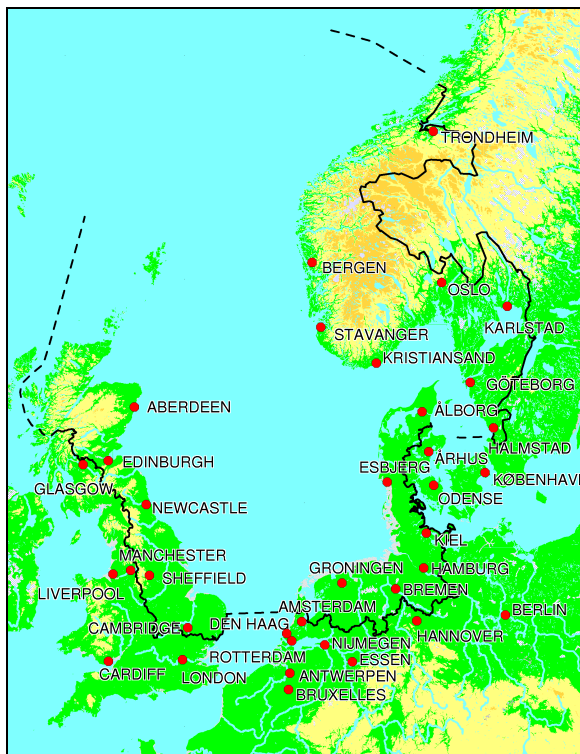 TRONDHEIM
BERGEN
OSLO
KARLSTAD
STAVANGER
KRISTIANSAND
GÖTEBORG
ABERDEEN
ÅLBORG
HALMSTAD
ÅRHUS
EDINBURGH
ESBJERG
GLASGOW
KØBENHAVN
ODENSE
NEWCASTLE
KIEL
MANCHESTER
HAMBURG
SHEFFIELD
GRONINGEN
LIVERPOOL
BREMEN
AMSTERDAM
BERLIN
CAMBRIDGE
DEN HAAG
HANNOVER
NIJMEGEN
ROTTERDAM
ESSEN
CARDIFF
LONDON
ANTWERPEN
BRUXELLES